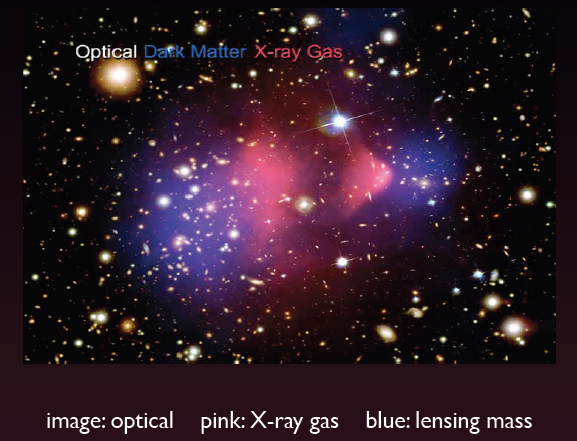 Optical Dark Matter X-ray Gas
image: optical pink: X-ray gas blue: lensing mass